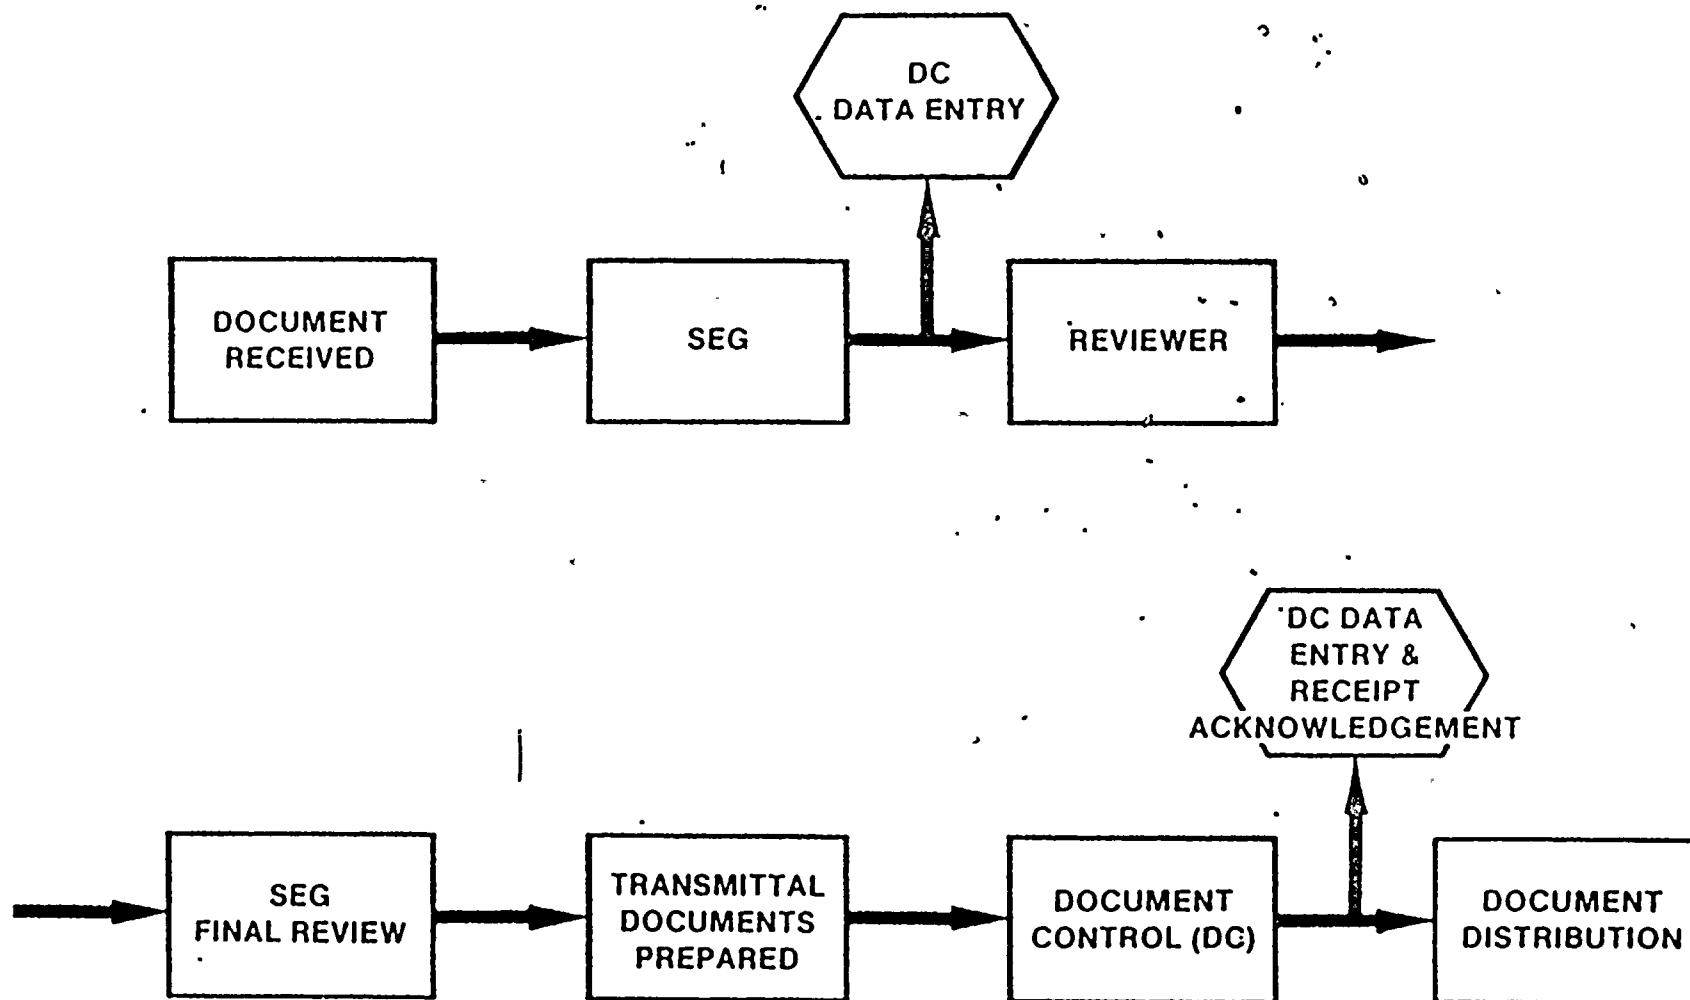 DC
DATA ENTRY
DOCUMENT
RECEIVED
SEG
REVIEWER
DC DATA
ENTRY &
RECEIPT
ACKNOWLEDGEMENT
SEG
FINAL REVIEW
TRANSMITTAL
DOCUMENTS
PREPARED
DOCUMENT
CONTROL (DC)
DOCUMENT
DISTRIBUTION